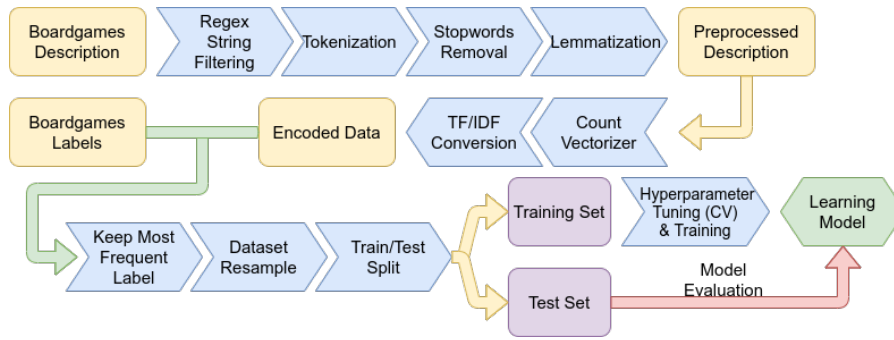 Boardgames
Description
Regex
String
Filtering
Tokenization
Stopwords
Removal
Lemmatization
Preprocessed
Description
Boardgames
Labels
Encoded Data
TF/IDF
Conversion
Count
Vectorizer
Keep Most
Frequent
Label
Dataset
Resample
Train/Test
Split
Training Set
Hyperparameter
Tuning (CV)
& Training
Learning
Model
Test Set
Model
Evaluation